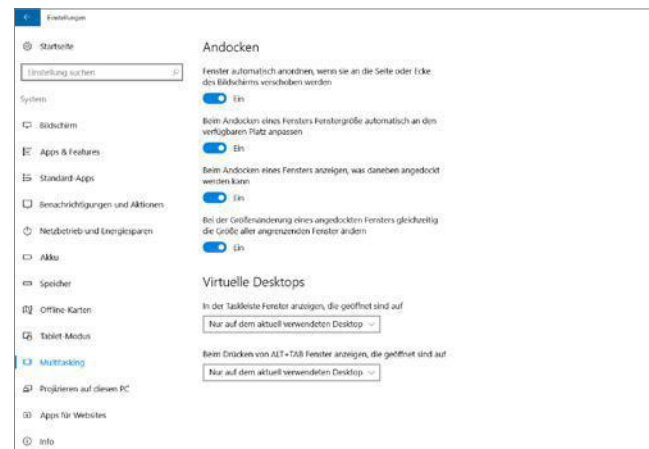 Einstellungen
Startseite
Einstellung suchen
System
Bildschirm
Apps & Features
Standard-Apps
Benachrichtigungen und Aktionen
Netzbetrieb und Energiesparen
Akku
Speicher
Offline-Karten
Tablet-Modus
Multitasking
Projizieren auf diesen PC
Apps für Websites
Info
Andocken
Fenster automatisch anordnen, wenn sie an die Seite oder Ecke
des Bildschirms verschoben werden
Ein
Beim Andocken eines Fensters Fenstergröße automatisch an den
verfügbaren Platz anpassen
Ein
Beim Andocken eines Fensters anzeigen, was daneben angedockt
werden kann
Ein
Bei der Größenänderung eines angedockten Fensters gleichzeitig
die Größe aller angrenzenden Fenster ändern
Ein
Virtuelle Desktops
In der Taskleiste Fenster anzeigen, die geöffnet sind auf
Nur auf dem aktuell verwendeten Desktop
Beim Drücken von ALT+TAB Fenster anzeigen, die geöffnet sind auf
Nur auf dem aktuell verwendeten Desktop